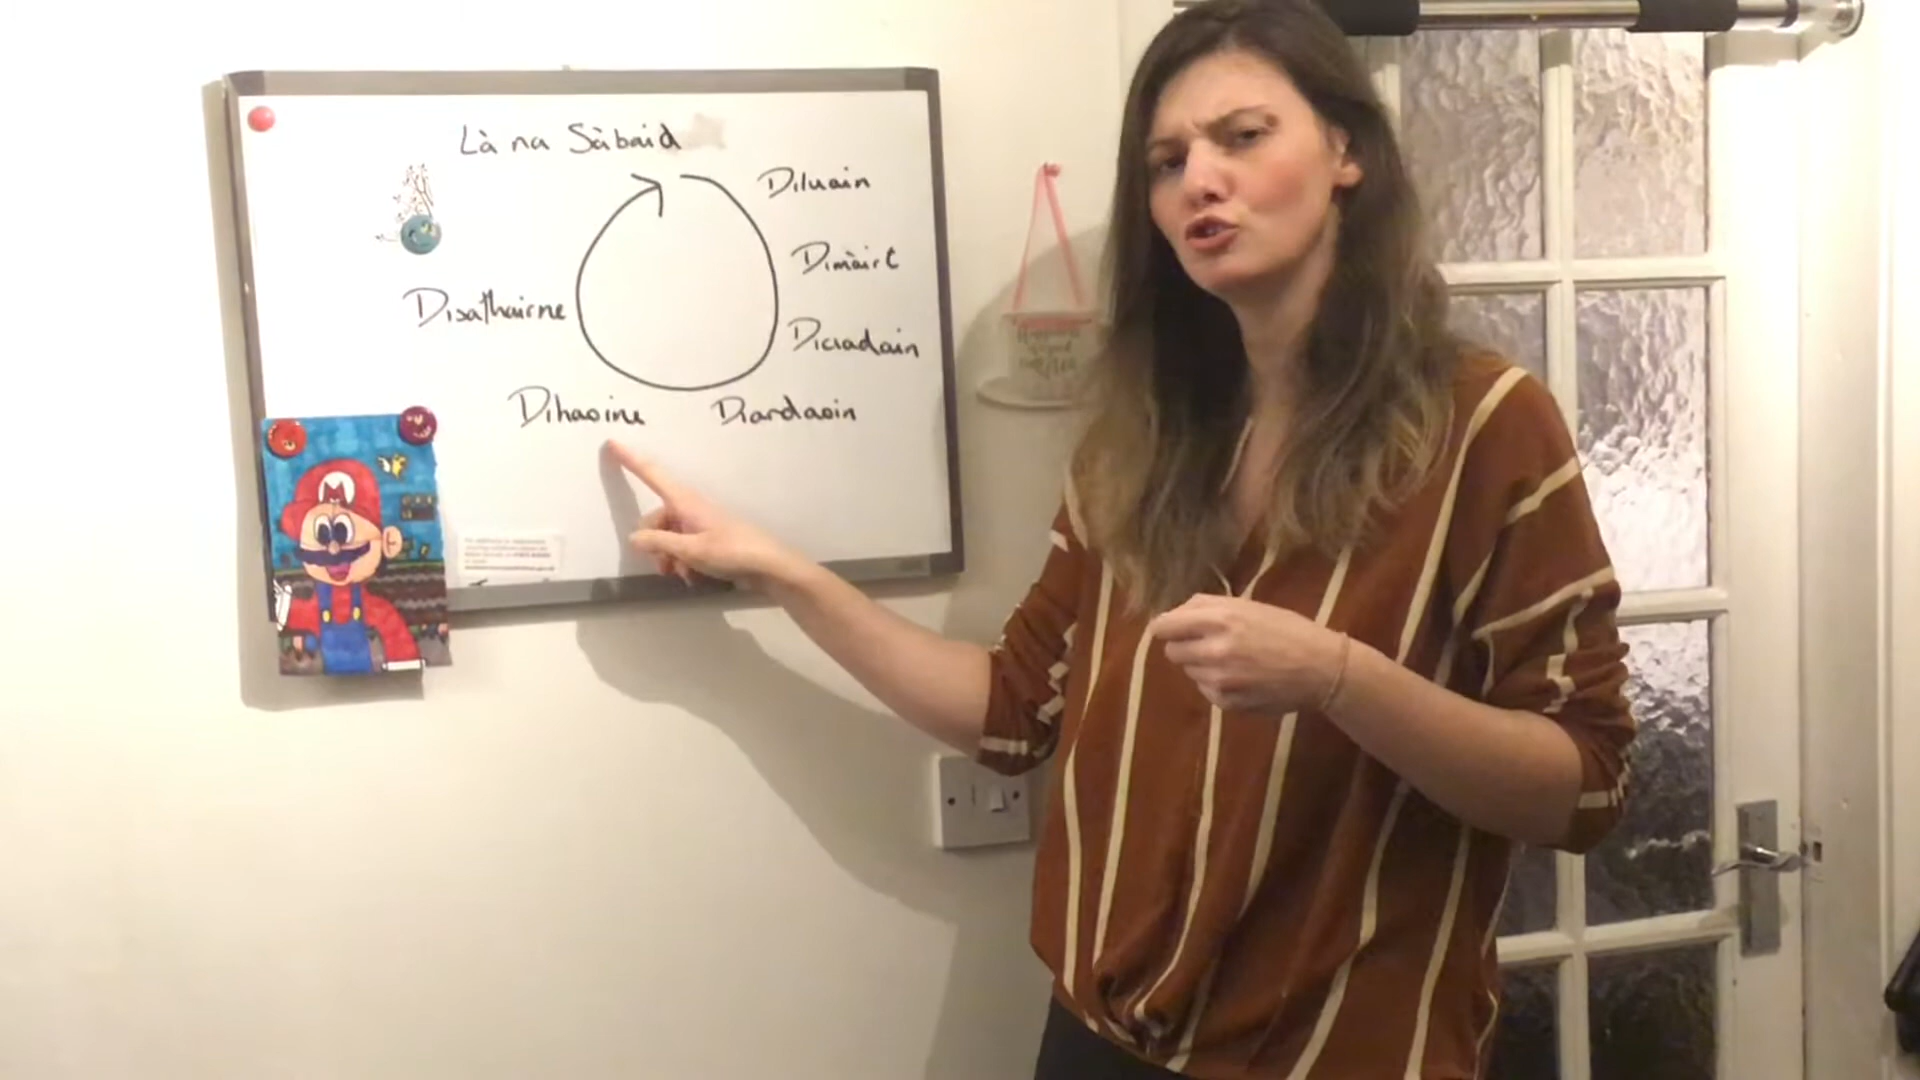 Là na Sàbaid
Diluain
Dimàirt
Diciadain
Diardaoin
Dihaoine
Disathairne
M